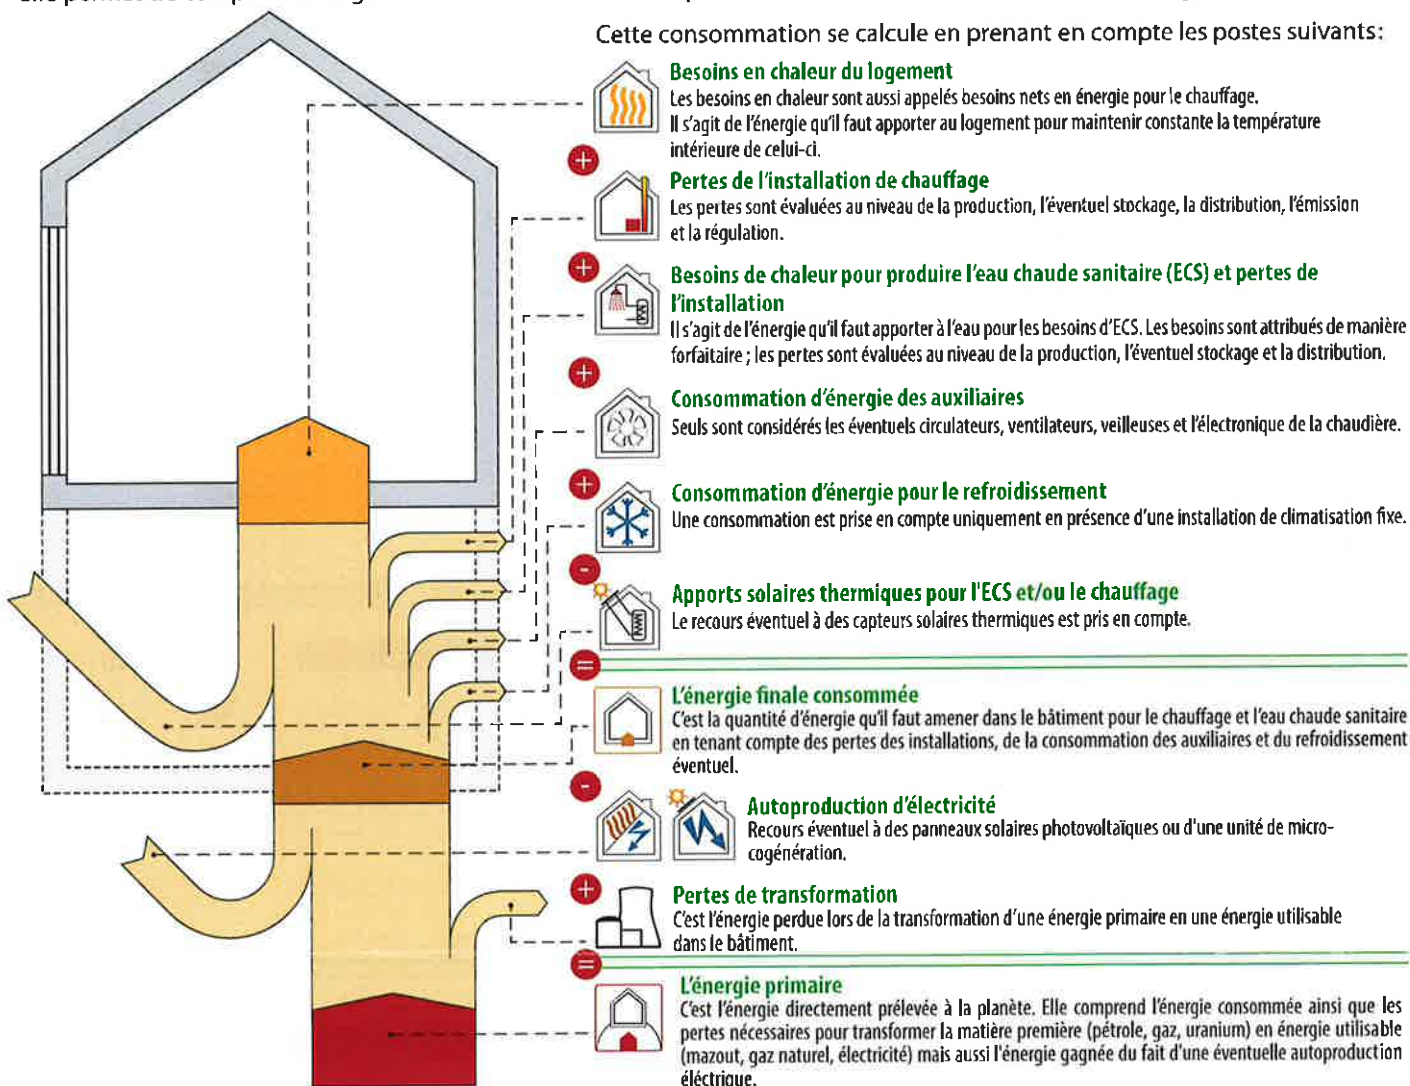 Cette consommation se calcule en prenant en compte les postes suivants:
Besoins en chaleur du logement
Les besoins en chaleur sont aussi appelés besoins nets en énergie pour le chauffage.
Il s'agit de l'énergie qu'il faut apporter au logement pour maintenir constante la température
intérieure de celui-ci.
+
Pertes de l'installation de chauffage
Les pertes sont évaluées au niveau de la production, l'éventuel stockage, la distribution, l'émission
et la régulation.
+
Besoins de chaleur pour produire l'eau chaude sanitaire (ECS) et pertes de
l'installation
Il s'agit de l'énergie qu'il faut apporter à l'eau pour les besoins d'ECS. Les besoins sont attribués de manière
forfaitaire ; les pertes sont évaluées au niveau de la production, l'éventuel stockage et la distribution.
+
Consommation d'énergie des auxiliaires
Seuls sont considérés les éventuels circulateurs, ventilateurs, veilleuses et l'électronique de la chaudière.
+
Consommation d'énergie pour le refroidissement
Une consommation est prise en compte uniquement en présence d'une installation de climatisation fixe.
-
Apports solaires thermiques pour l'ECS et/ou le chauffage
Le recours éventuel à des capteurs solaires thermiques est pris en compte.
=
L'énergie finale consommée
C'est la quantité d'énergie qu'il faut amener dans le bâtiment pour le chauffage et l'eau chaude sanitaire
en tenant compte des pertes des installations, de la consommation des auxiliaires et du refroidissement
éventuel.
-
Autoproduction d'électricité
Recours éventuel à des panneaux solaires photovoltaïques ou d'une unité de micro-
cogénération.
+
Pertes de transformation
C'est l'énergie perdue lors de la transformation d'une énergie primaire en une énergie utilisable
dans le bâtiment.
=
L'énergie primaire
C'est l'énergie directement prélevée à la planète. Elle comprend l'énergie consommée ainsi que les
pertes nécessaires pour transformer la matière première (pétrole, gaz, uranium) en énergie utilisable
(mazout, gaz naturel, électricité) mais aussi l'énergie gagnée du fait d'une éventuelle autoproduction
éléctrique.